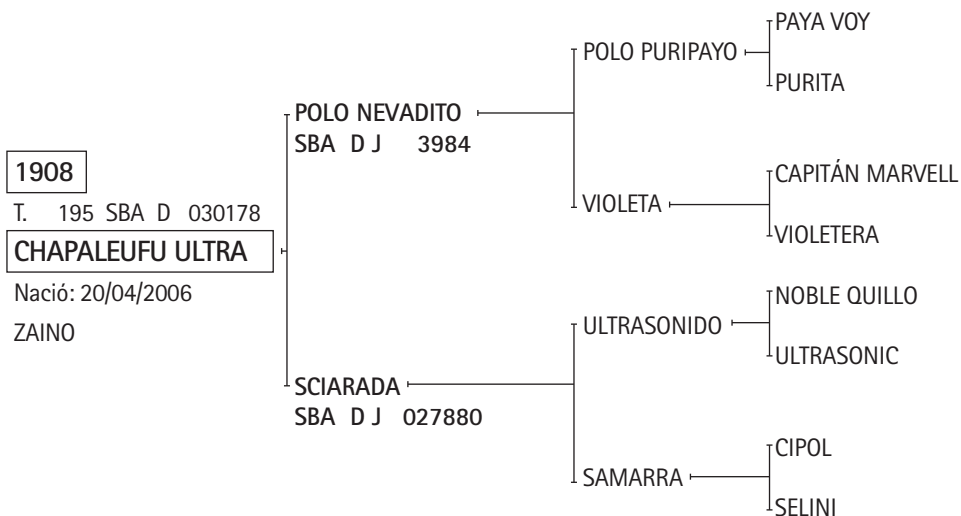 1908
T. 195 SBA D 030178
CHAPALEUFU ULTRA
Nació: 20/04/2006
ZAINO
POLO NEVADITO
SBA D J 3984
SCIARADA
SBA D J 027880
POLO PURIPAYO
VIOLETA
ULTRASONIDO
SAMARRA
PAYA VOY
PURITA
CAPITÁN MARVELL
VIOLETERA
NOBLE QUILLO
ULTRASONIC
CIPOL
SELINI